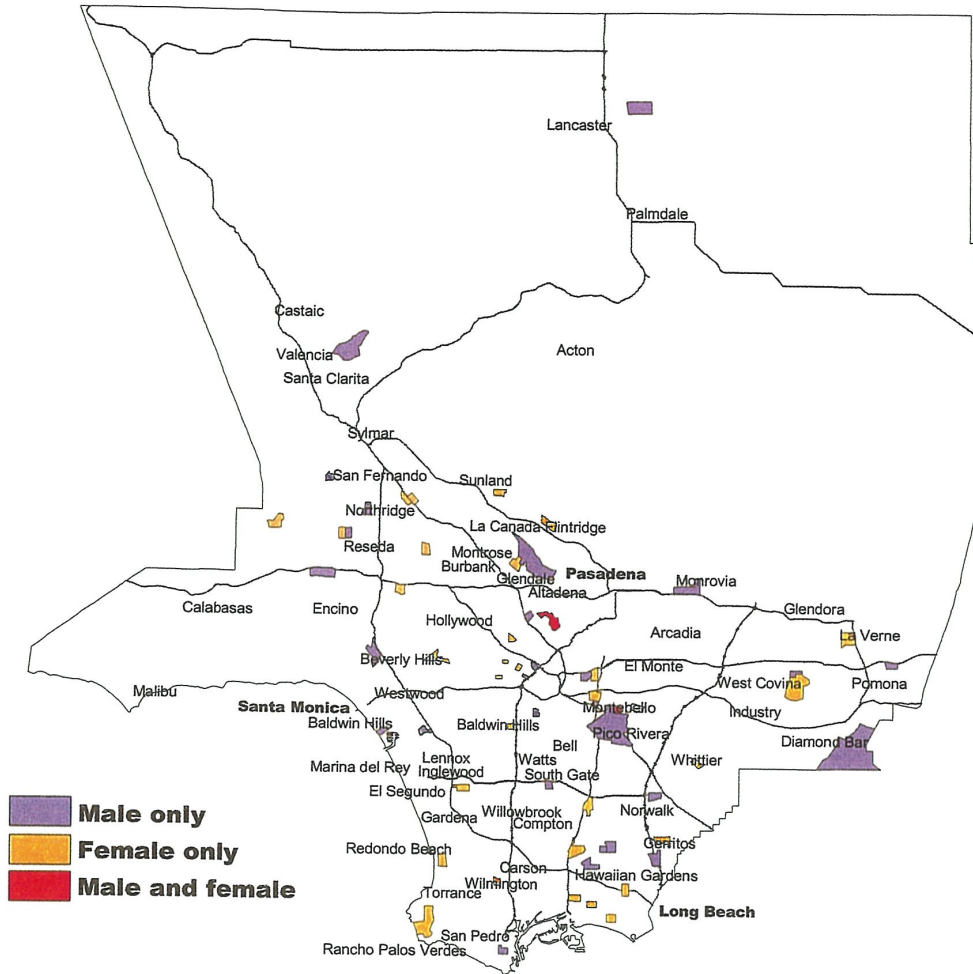 Lancaster
Palmdale
Castaic
Valencia
Acton
Santa Clarita
Sylmar
San Fernando
Sunland
Northridge
La Canada Flintridge
Reseda
Montrose
Burbank
Glendale
Pasadena
Monrovia
Altadena
Calabasas
Encino
Glendora
Hollywood
Arcadia
La Verne
Beverly Hills
El Monte
Malibu
Westwood
West Covina
Pomona
Santa Monica
Montebello
Industry
Baldwin Hills
Baldwin Hills
Pico Rivera
Diamond Bar
Bell
Marina del Rey
Lennox
Watts
Whittier
Inglewood
South Gate
El Segundo
Willowbrook
Norwalk
Gardena
Compton
Redondo Beach
Cerritos
Carson
Hawaiian Gardens
Wilmington
Torrance
Long Beach
San Pedro
Rancho Palos Verdes
Male only
Female only
Male and female